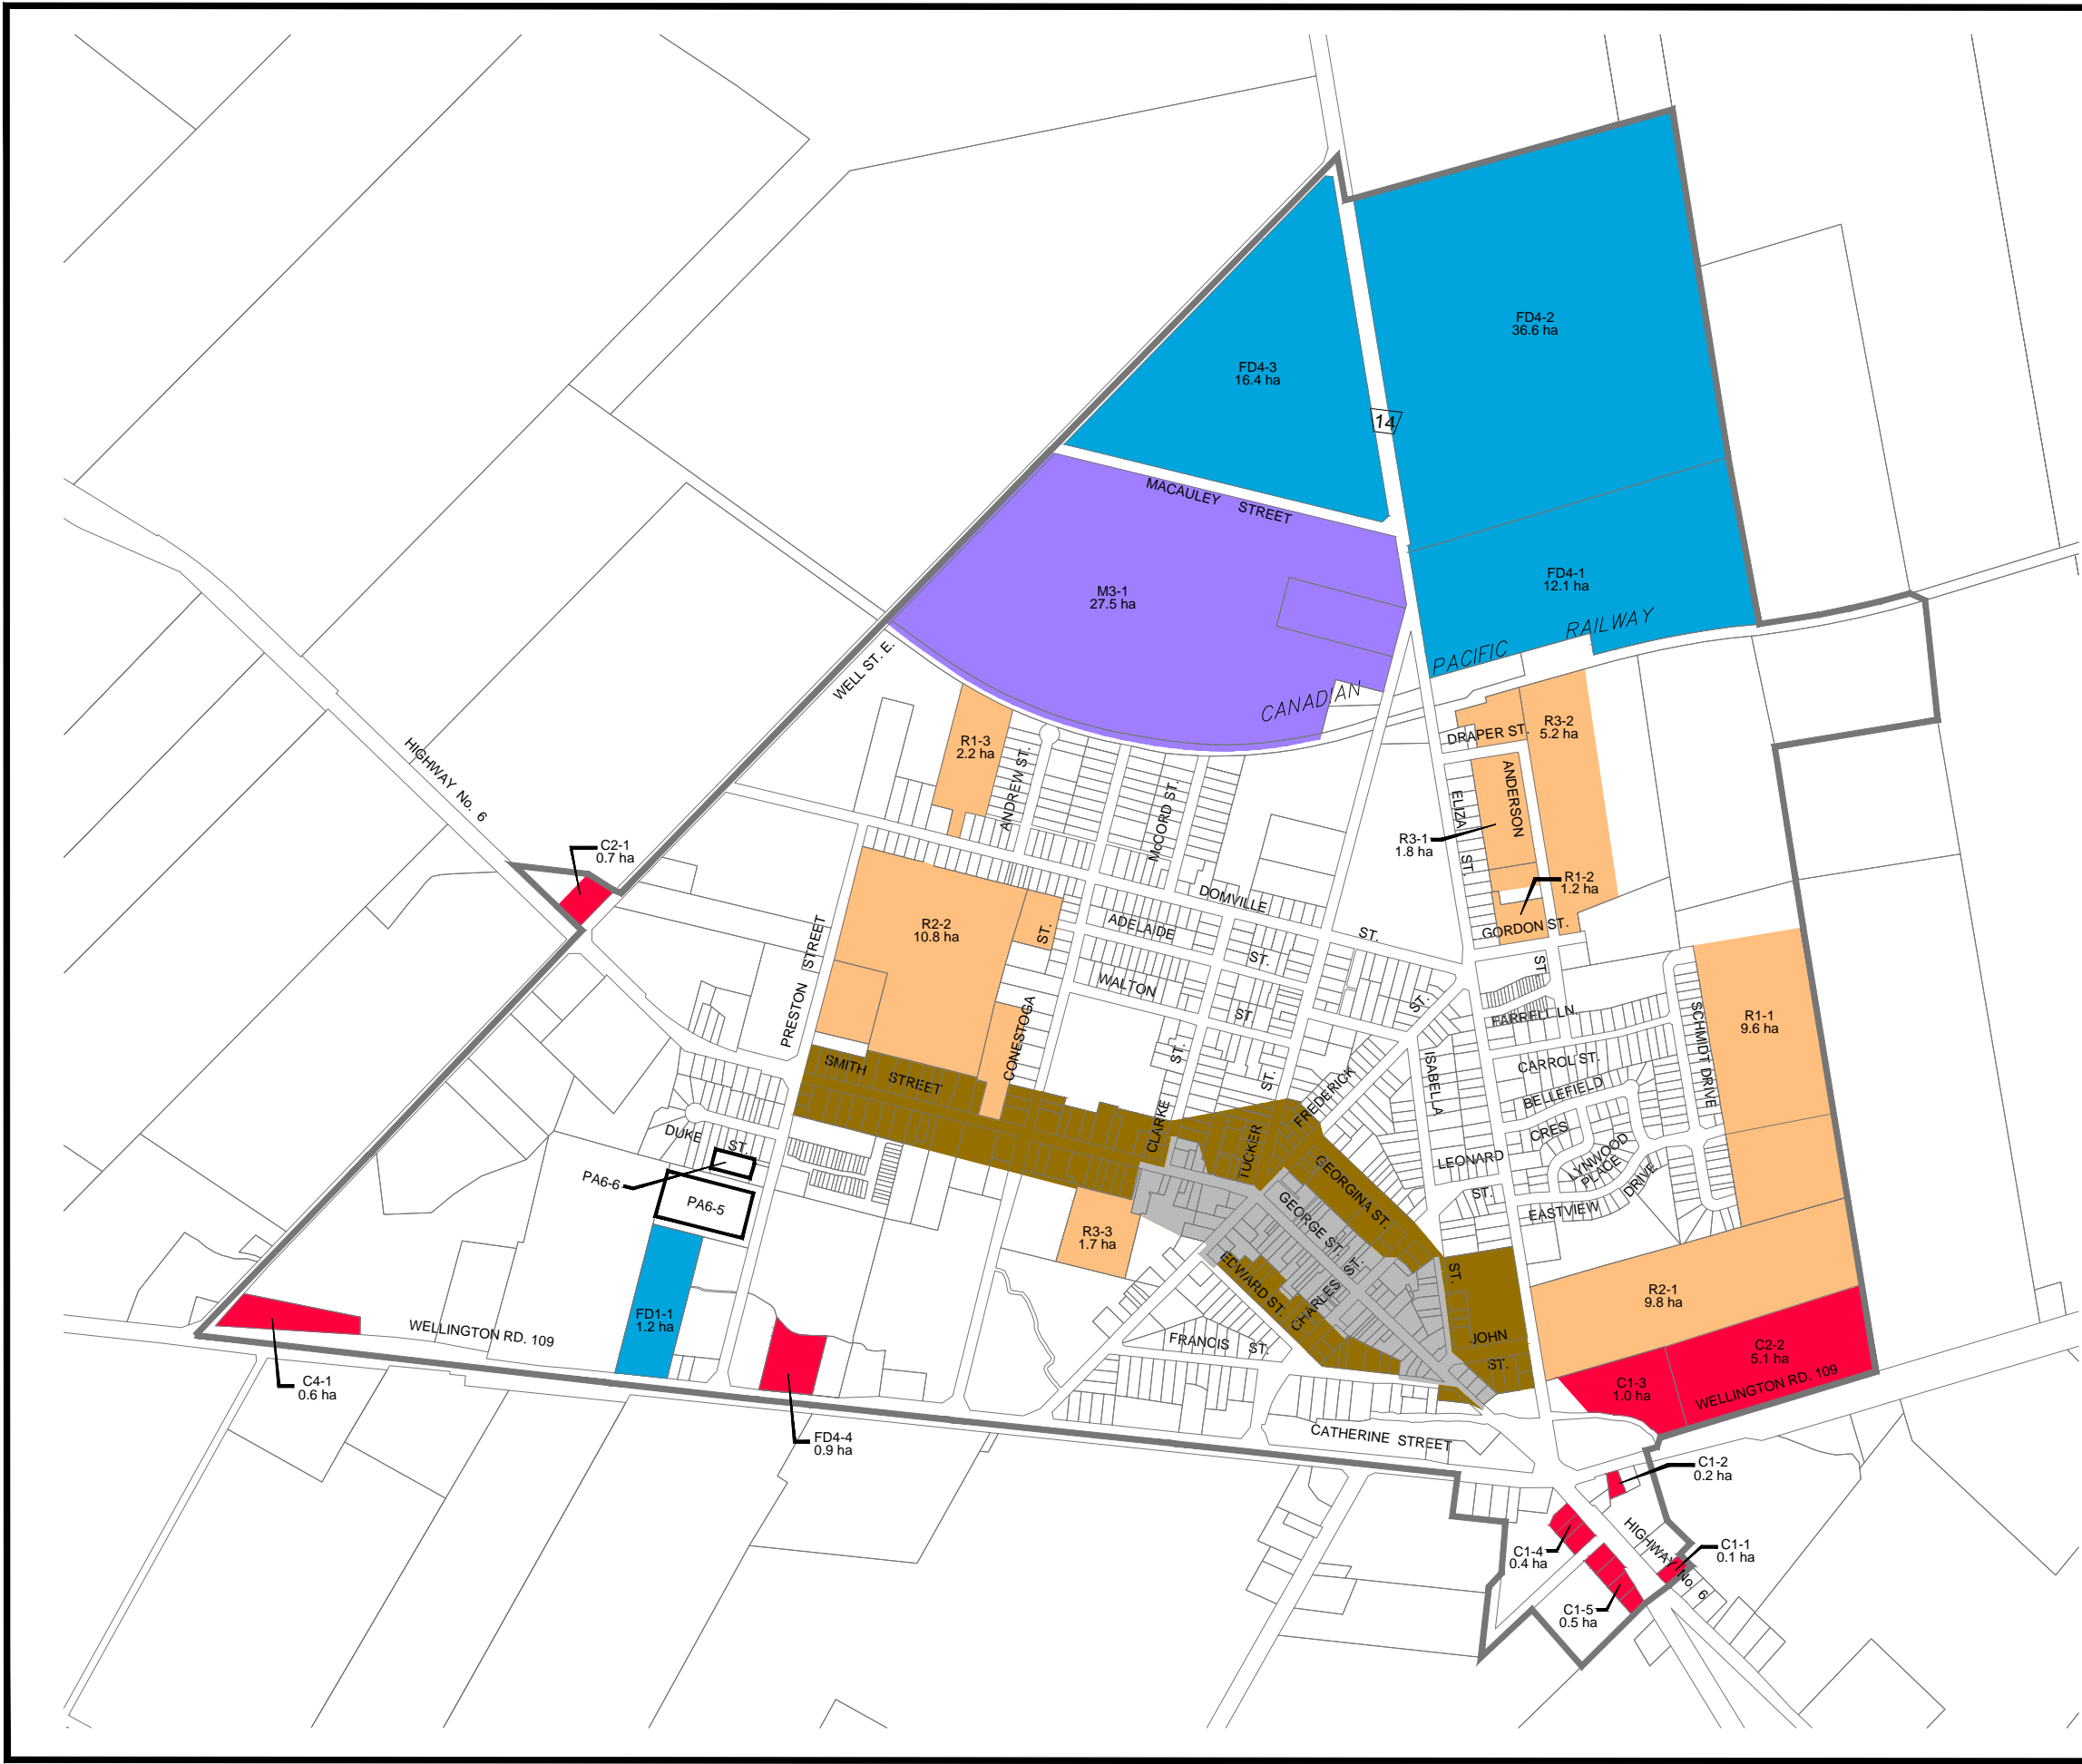 FD4-2
36.6 ha
FD4-3
16.4 ha
14
MACAULEY STREET
FD4-1
12.1 ha
M3-1
27.5 ha
CANADIAN PACIFIC RAILWAY
WELL ST. E.
HIGHWAY No. 6
R1-3
2.2 ha
ANDREW ST.
McCORD ST.
DRAPER ST.
R3-2
5.2 ha
ANDERSON
ST
ELIZA ST.
R3-1
1.8 ha
C2-1
0.7 ha
R1-2
1.2 ha
GORDON ST.
DOMVILLE ST.
ADELAIDE ST.
WALTON ST
R2-2
10.8 ha
PRESTON STREET
CONESTOGA ST.
SMITH STREET
CLARKE ST.
TUCKER ST.
FREDERICK ST.
ISABELLA ST.
FARRELL LN.
CARROL ST.
BELLEFIELD CRES
SCHMIDT DRIVE
R1-1
9.6 ha
LEONARD ST.
LYNWOOD PLACE
EASTVIEW DRIVE
DUKE ST.
PA6-6
PA6-5
R3-3
1.7 ha
GEORGINA ST.
GEORGE ST.
CHARLES ST.
EDWARD ST.
FRANCIS ST.
JOHN ST.
R2-1
9.8 ha
C2-2
5.1 ha
C1-3
1.0 ha
WELLINGTON RD. 109
FD1-1
1.2 ha
WELLINGTON RD. 109
C4-1
0.6 ha
FD4-4
0.9 ha
CATHERINE STREET
C1-2
0.2 ha
C1-4
0.4 ha
HIGHWAY No. 6
C1-1
0.1 ha
C1-5
0.5 ha